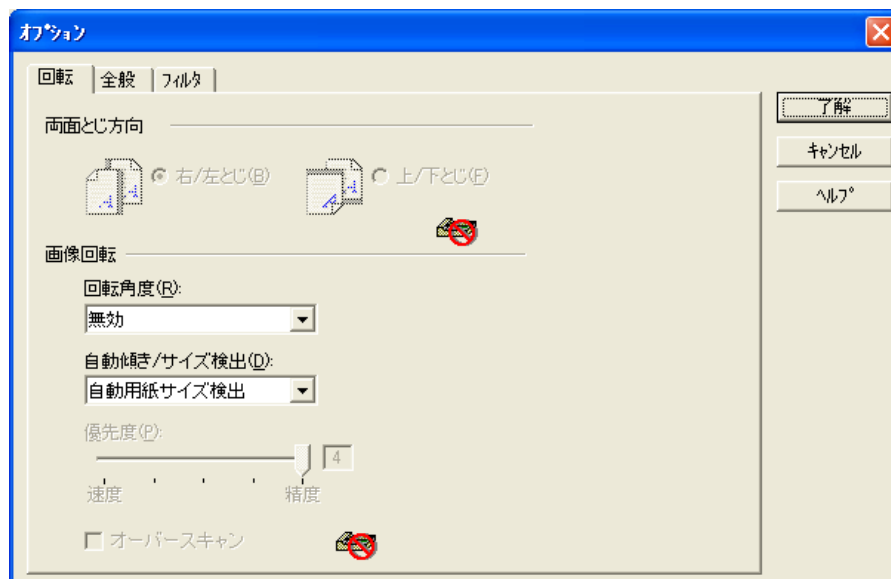 オプション
回転 全般 フィルタ
了解
両面とじ方向
キャンセル
右/左とじ(B) 上/下とじ(F)
ヘルプ
画像回転
回転角度(R):
無効
自動傾き/サイズ検出(D):
自動用紙サイズ検出
優先度(P):
4
速度 精度
オーバースキャン